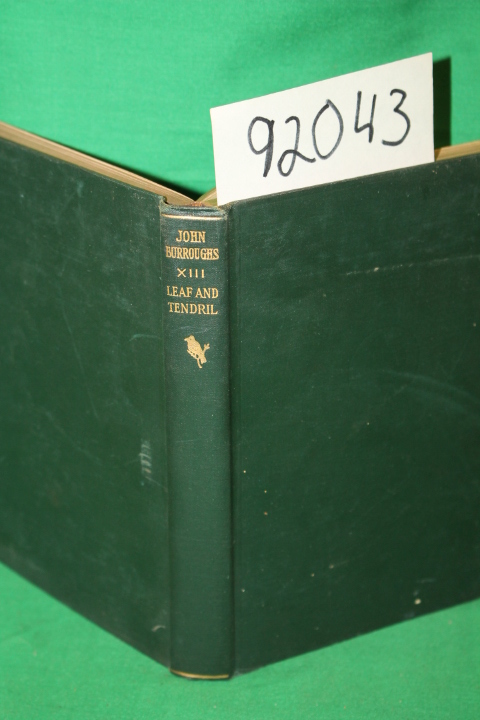 92043
JOHN
BURROUGHS
XIII
LEAF AND
TENDRIL